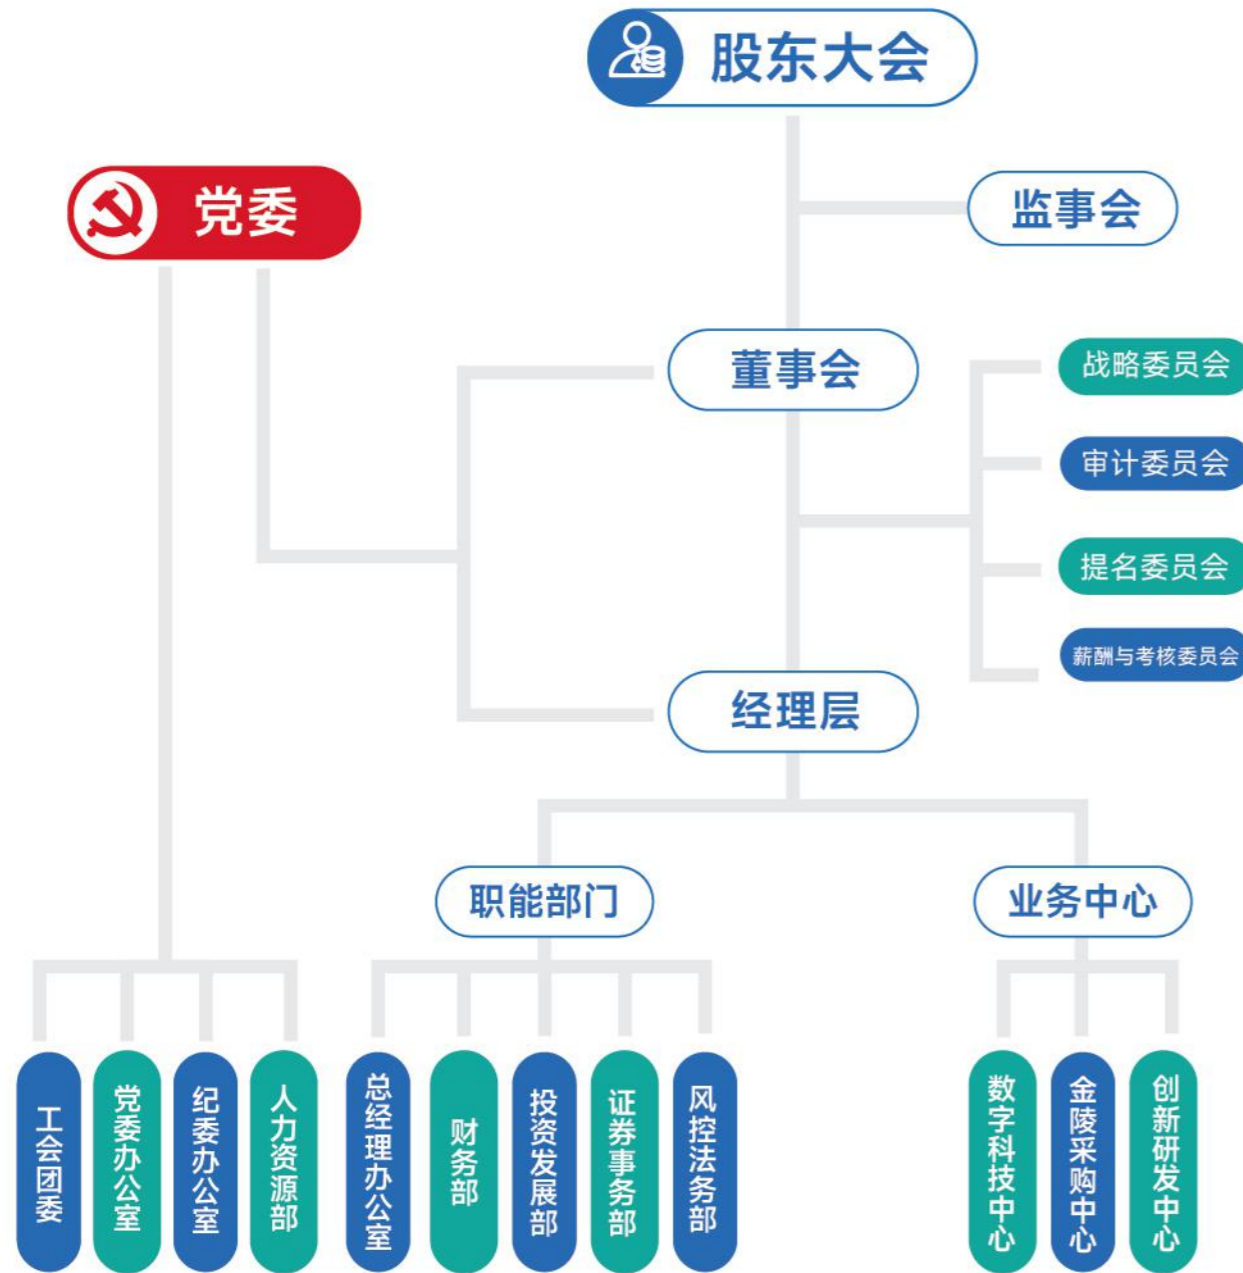 股东大会
党委
监事会
董事会
战略委员会
审计委员会
提名委员会
薪酬与考核委员会
经理层
职能部门
业务中心
工会团委
党委办公室
纪委办公室
人力资源部
总经理办公室
财务部
投资发展部
证券事务部
风控法务部
数字科技中心
金陵采购中心
创新研发中心